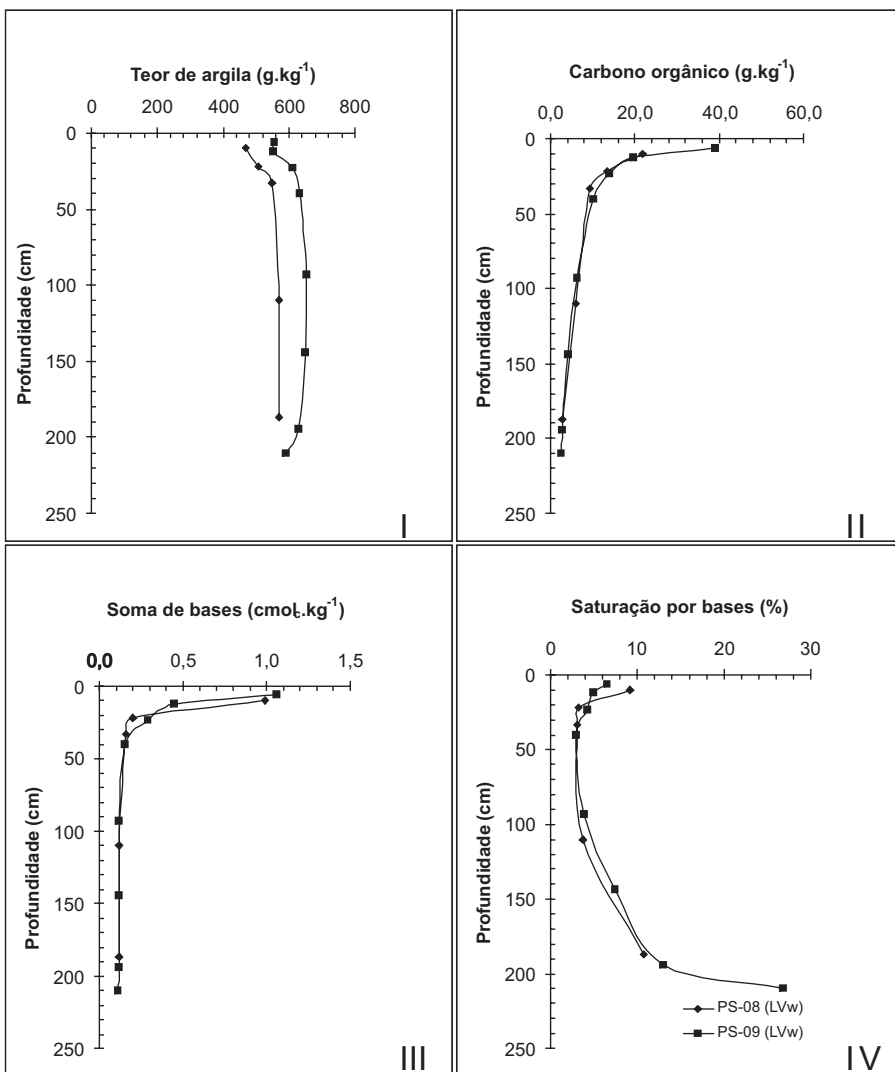 Teor de argila (g.kg-1)
0 200 400 600 800
0
50
100
150
200
250
Profundidade (cm)
I
Carbono orgânico (g.kg-1)
0,0 20,0 40,0 60,0
0
50
100
150
200
250
Profundidade (cm)
II
Soma de bases (cmolc.kg-1)
0,0 0,5 1,0 1,5
0
50
100
150
200
250
Profundidade (cm)
III
Saturação por bases (%)
0 10 20 30
0
50
100
150
200
250
Profundidade (cm)
PS-08 (LVw)
PS-09 (LVw)
IV